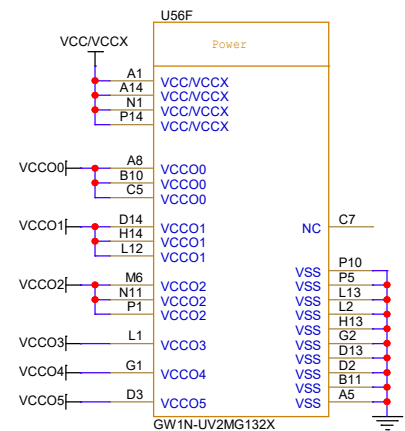 U56F
Power
VCC/VCCX
A1 VCC/VCCX
A14 VCC/VCCX
N1 VCC/VCCX
P14 VCC/VCCX
VCCO0 A8 VCCO0
B10 VCCO0
C5 VCCO0
VCCO1 D14 VCCO1 NC C7
H14 VCCO1
L12 VCCO1
VSS P10
VCCO2 M6 VCCO2 VSS P5
N11 VCCO2 VSS L13
P1 VCCO2 VSS L2
VSS H13
VCCO3 L1 VCCO3 VSS G2
VSS D13
VCCO4 G1 VCCO4 VSS D2
VSS B11
VCCO5 D3 VCCO5 VSS A5
GW1N-UV2MG132X